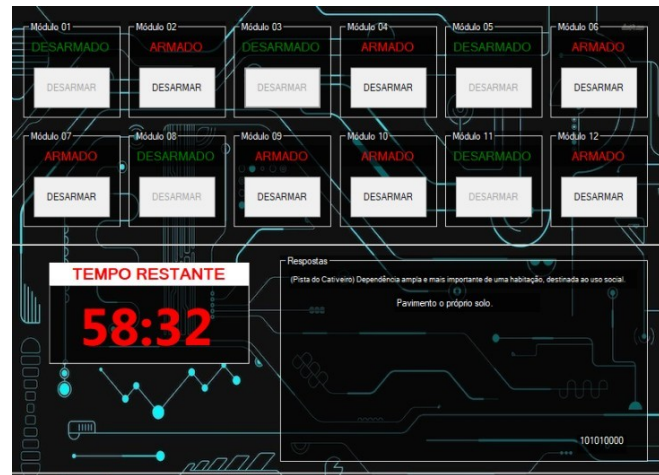 Módulo 01 Módulo 02 Módulo 03 Módulo 04 Módulo 05 Módulo 06
DESARMADO ARMADO DESARMADO ARMADO DESARMADO ARMADO
DESARMAR DESARMAR DESARMAR DESARMAR DESARMAR DESARMAR
Módulo 07 Módulo 08 Módulo 09 Módulo 10 Módulo 11 Módulo 12
ARMADO DESARMADO ARMADO ARMADO DESARMADO ARMADO
DESARMAR DESARMAR DESARMAR DESARMAR DESARMAR DESARMAR
TEMPO RESTANTE
58:32
Respostas
(Pista do Cativeiro) Dependência ampla e mais importante de uma habitação, destinada ao uso social.
Pavimento o próprio solo.
101010000